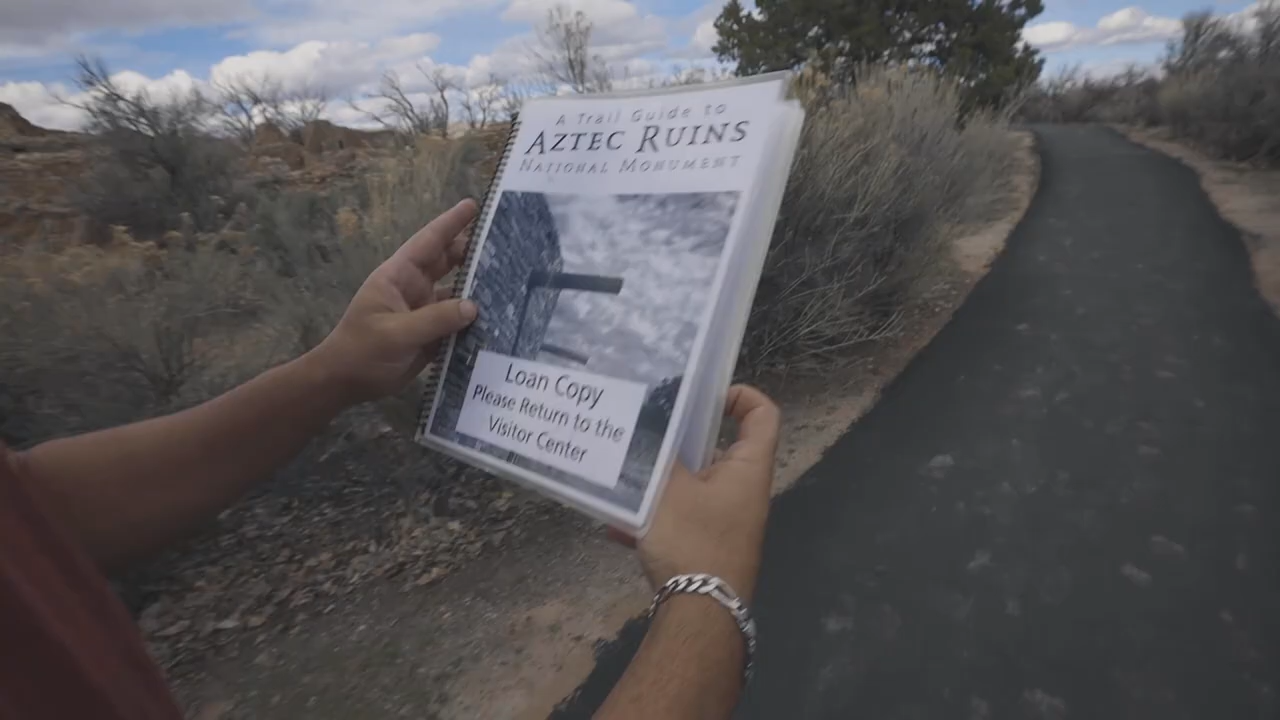 A Trail Guide to
AZTEC RUINS
NATIONAL MONUMENT
Loan Copy
Please Return to the
Visitor Center